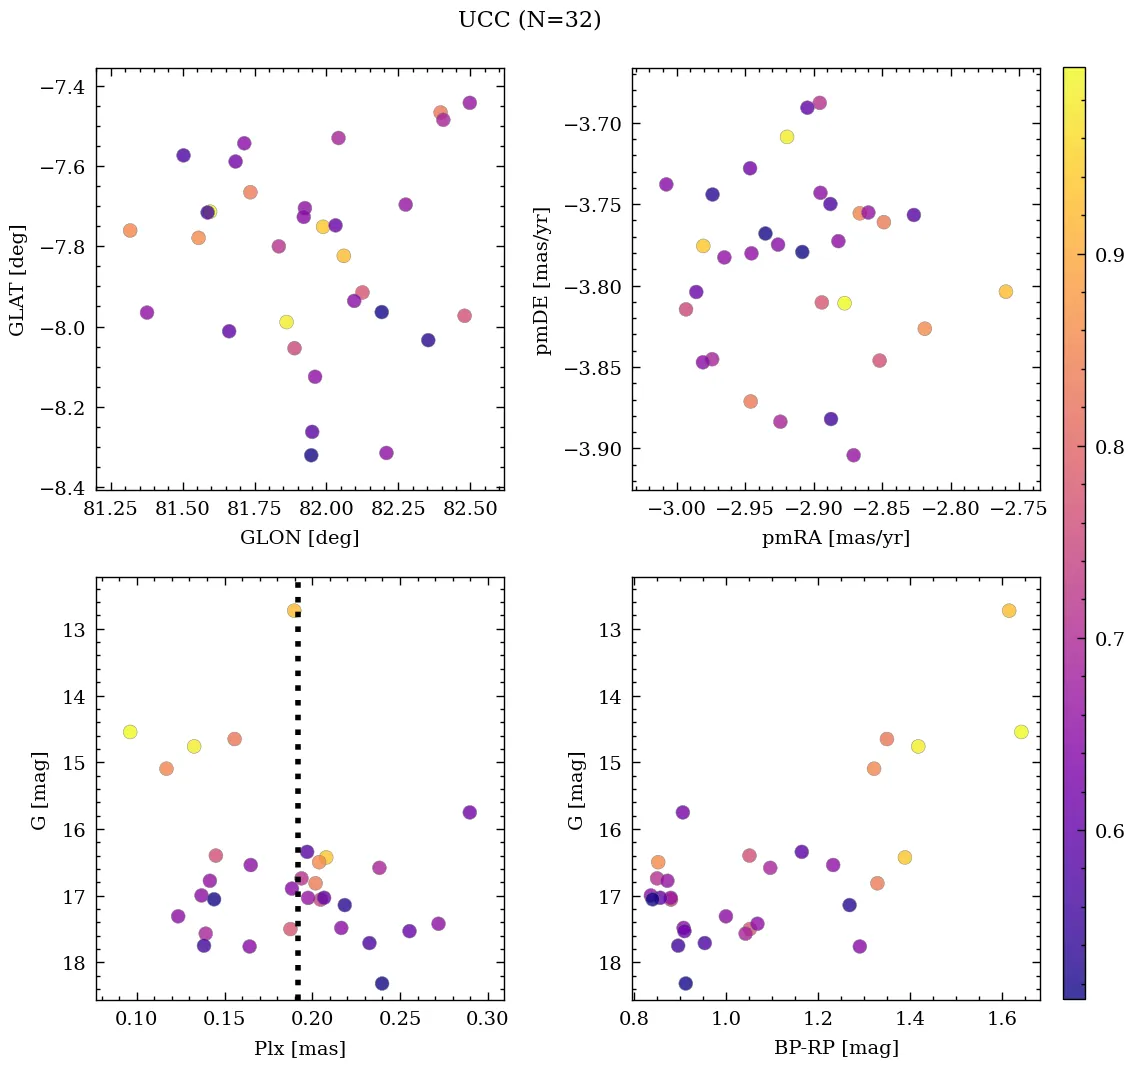 UCC (N=32)
−7.4
−7.6
−7.8
−8.0
−8.2
−8.4
GLAT [deg]
81.25 81.50 81.75 82.00 82.25 82.50
GLON [deg]
−3.70
−3.75
−3.80
−3.85
−3.90
pmDE [mas/yr]
−3.00 −2.95 −2.90 −2.85 −2.80 −2.75
pmRA [mas/yr]
13
14
15
16
17
18
G [mag]
0.10 0.15 0.20 0.25 0.30
Plx [mas]
13
14
15
16
17
18
G [mag]
0.8 1.0 1.2 1.4 1.6
BP-RP [mag]
0.9
0.8
0.7
0.6